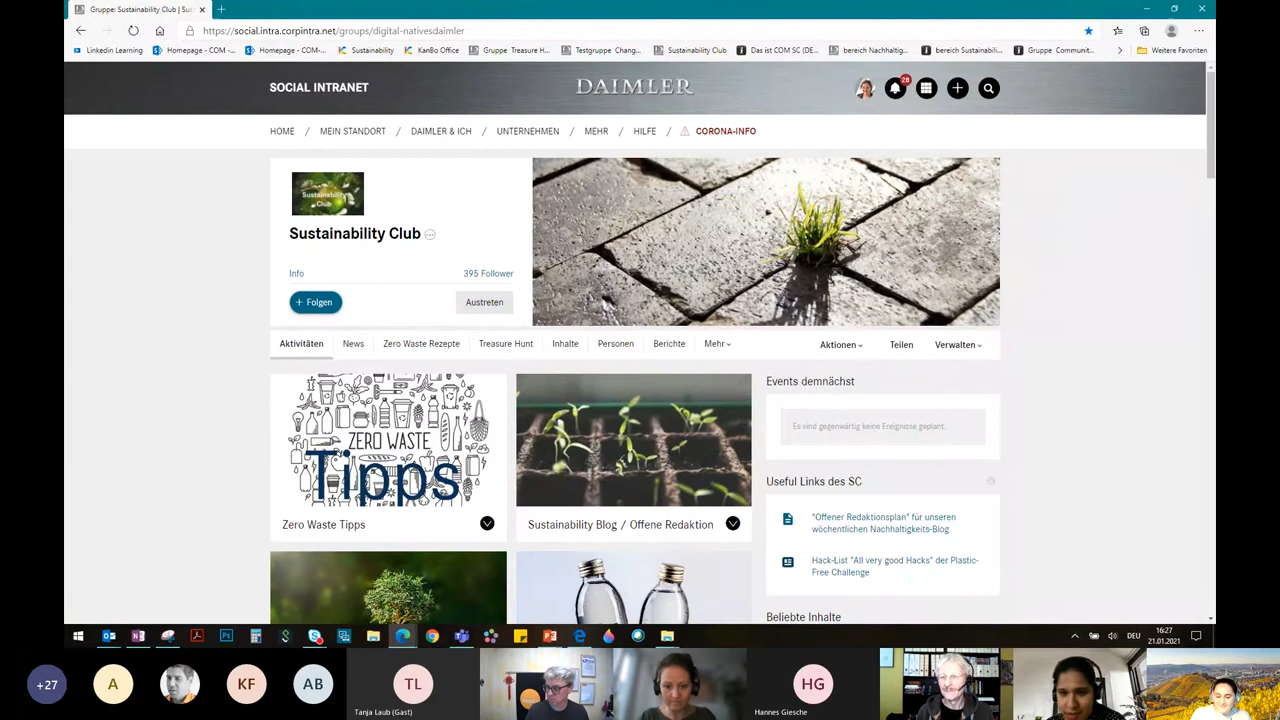 Gruppe: Sustainability Club | Sus
https://social.intra.corpintra.net/groups/digital-nativesdaimler
Linkedin Learning
Homepage - COM -...
Homepage - COM-...
Sustainability
KanBo Office
Gruppe Treasure H...
Testgruppe Chang...
Sustainability Club
Das ist COM SC (DE...
bereich Nachhaltig...
bereich Sustainabili...
Gruppe Communit...
Weitere Favoriten
SOCIAL INTRANET
DAIMLER
28
HOME / MEIN STANDORT / DAIMLER & ICH / UNTERNEHMEN / MEHR / HILFE / CORONA-INFO
Sustainability
Club
Sustainability Club
Info
395 Follower
+ Folgen
Austreten
Aktivitäten
News
Zero Waste Rezepte
Treasure Hunt
Inhalte
Personen
Berichte
Mehr
Aktionen
Teilen
Verwalten
ZERO WASTE
Tipps
Zero Waste Tipps
Sustainability Blog / Offene Redaktion
Events demnächst
Es sind gegenwärtig keine Ereignisse geplant.
Useful Links des SC
"Offener Redaktionsplan" für unseren
wöchentlichen Nachhaltigkeits-Blog
Hack-List "All very good Hacks" der Plastic-
Free Challenge
Beliebte Inhalte
DEU
16:27
21.01.2021
+27
A
KF
AB
TL
Tanja Laub (Gast)
HG
Hannes Giesche